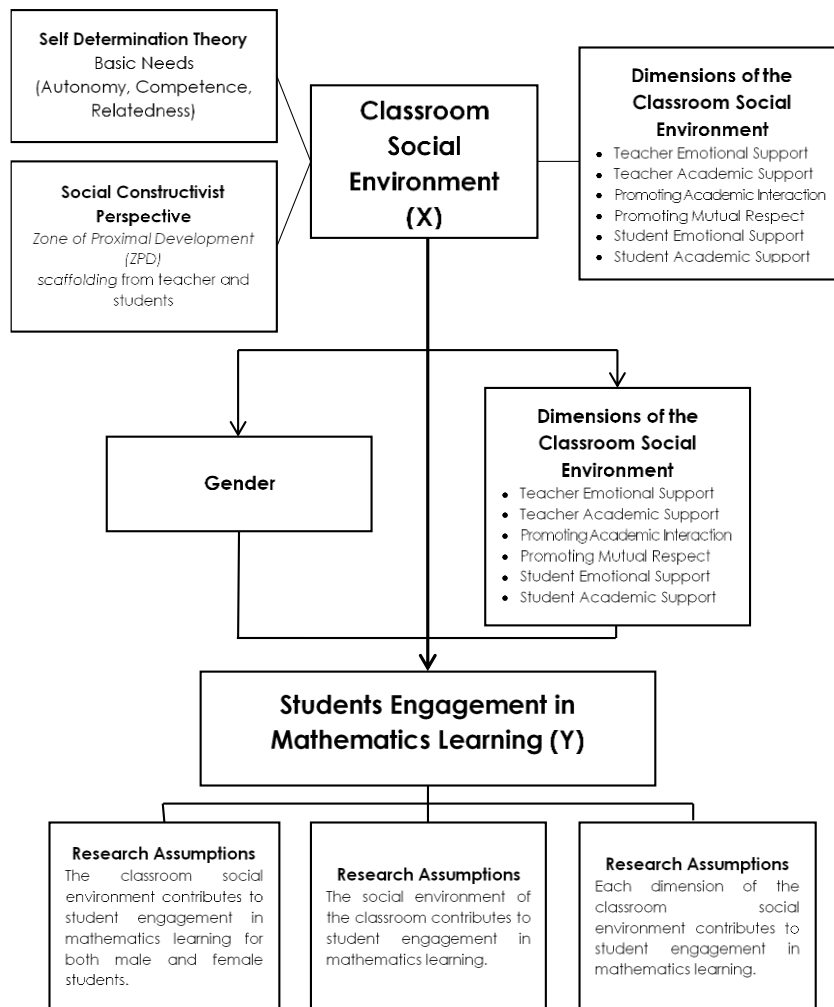 Self Determination Theory
Basic Needs
(Autonomy, Competence,
Relatedness)
Social Constructivist
Perspective
Zone of Proximal Development
(ZPD)
scaffolding from teacher and
students
Classroom
Social
Environment
(X)
Dimensions of the
Classroom Social
Environment
• Teacher Emotional Support
• Teacher Academic Support
• Promoting Academic Interaction
• Promoting Mutual Respect
• Student Emotional Support
• Student Academic Support
Gender
Dimensions of the
Classroom Social
Environment
• Teacher Emotional Support
• Teacher Academic Support
• Promoting Academic Interaction
• Promoting Mutual Respect
• Student Emotional Support
• Student Academic Support
Students Engagement in
Mathematics Learning (Y)
Research Assumptions
The classroom social
environment contributes to
student engagement in
mathematics learning for
both male and female
students.
Research Assumptions
The social environment of
the classroom contributes to
student engagement in
mathematics learning.
Research Assumptions
Each dimension of the
classroom social
environment contributes to
student engagement in
mathematics learning.